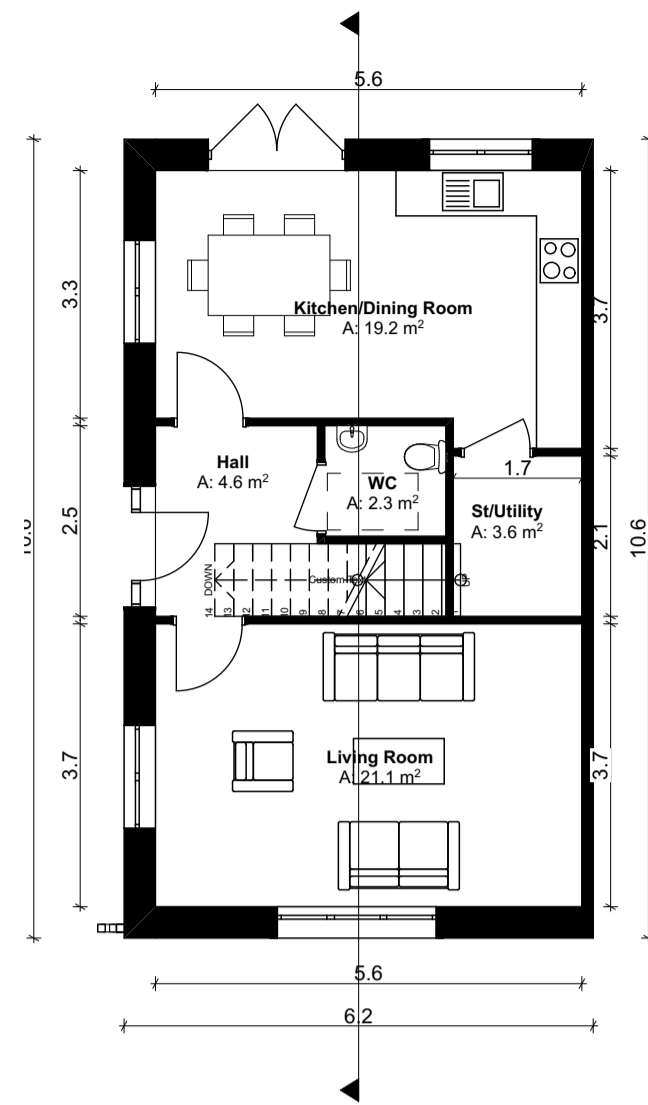 5.6
3.3
3.7
Kitchen/Dining Room
A: 19.2 m²
Hall
A: 4.6 m²
WC
A: 2.3 m²
1.7
St/Utility
A: 3.6 m²
2.5
2.1
10.6
DOWN
14 13 12 11 10 9 8 7 6 5 4 3 2 1
3.7
Living Room
A: 21.1 m²
3.7
5.6
6.2